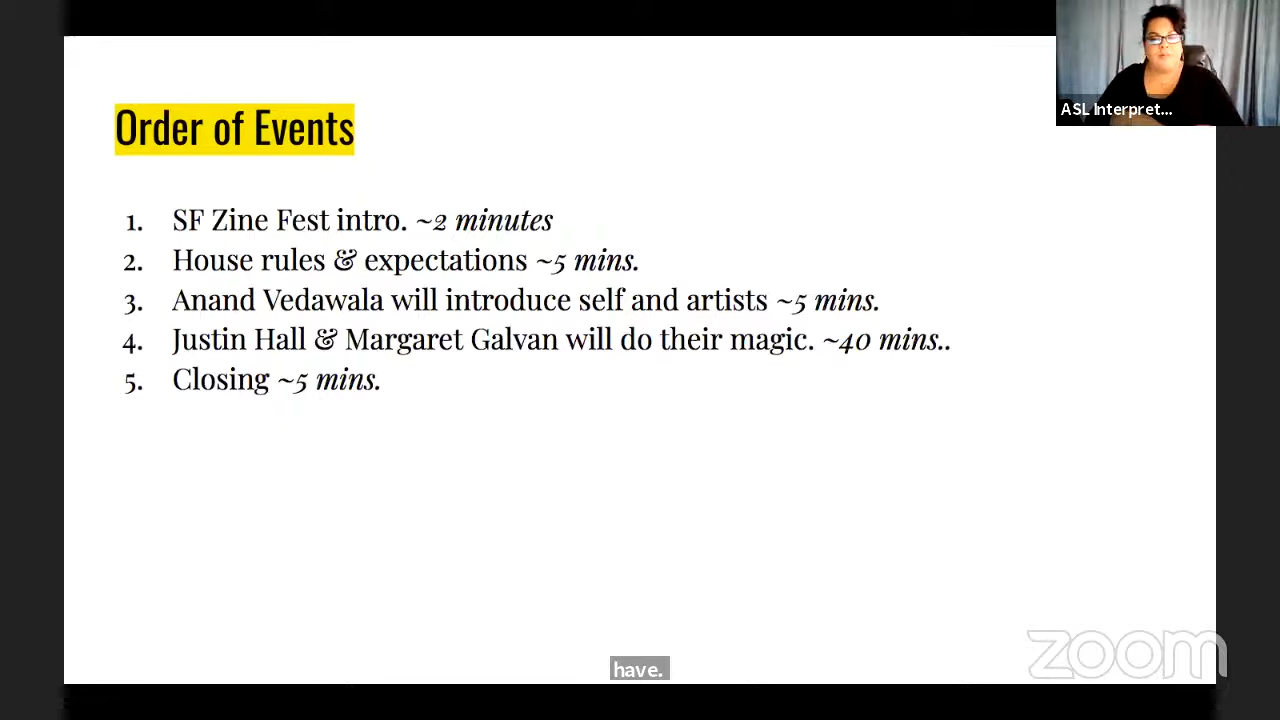 Order of Events
ASL Interpret...
1. SF Zine Fest intro. ~2 minutes
2. House rules & expectations ~5 mins.
3. Anand Vedawala will introduce self and artists ~5 mins.
4. Justin Hall & Margaret Galvan will do their magic. ~40 mins..
5. Closing ~5 mins.
zoom
have.